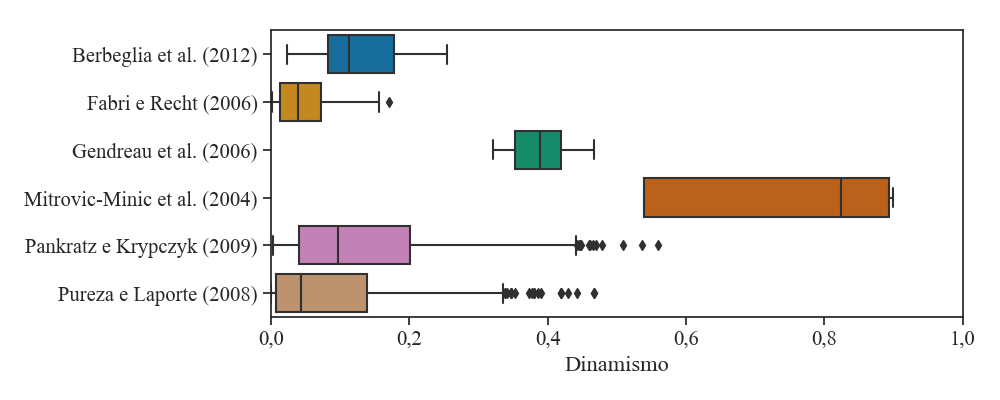 Berbeglia et al. (2012)
Fabri e Recht (2006)
Gendreau et al. (2006)
Mitrovic-Minic et al. (2004)
Pankratz e Krypczyk (2009)
Pureza e Laporte (2008)
0,0 0,2 0,4 0,6 0,8 1,0
Dinamismo